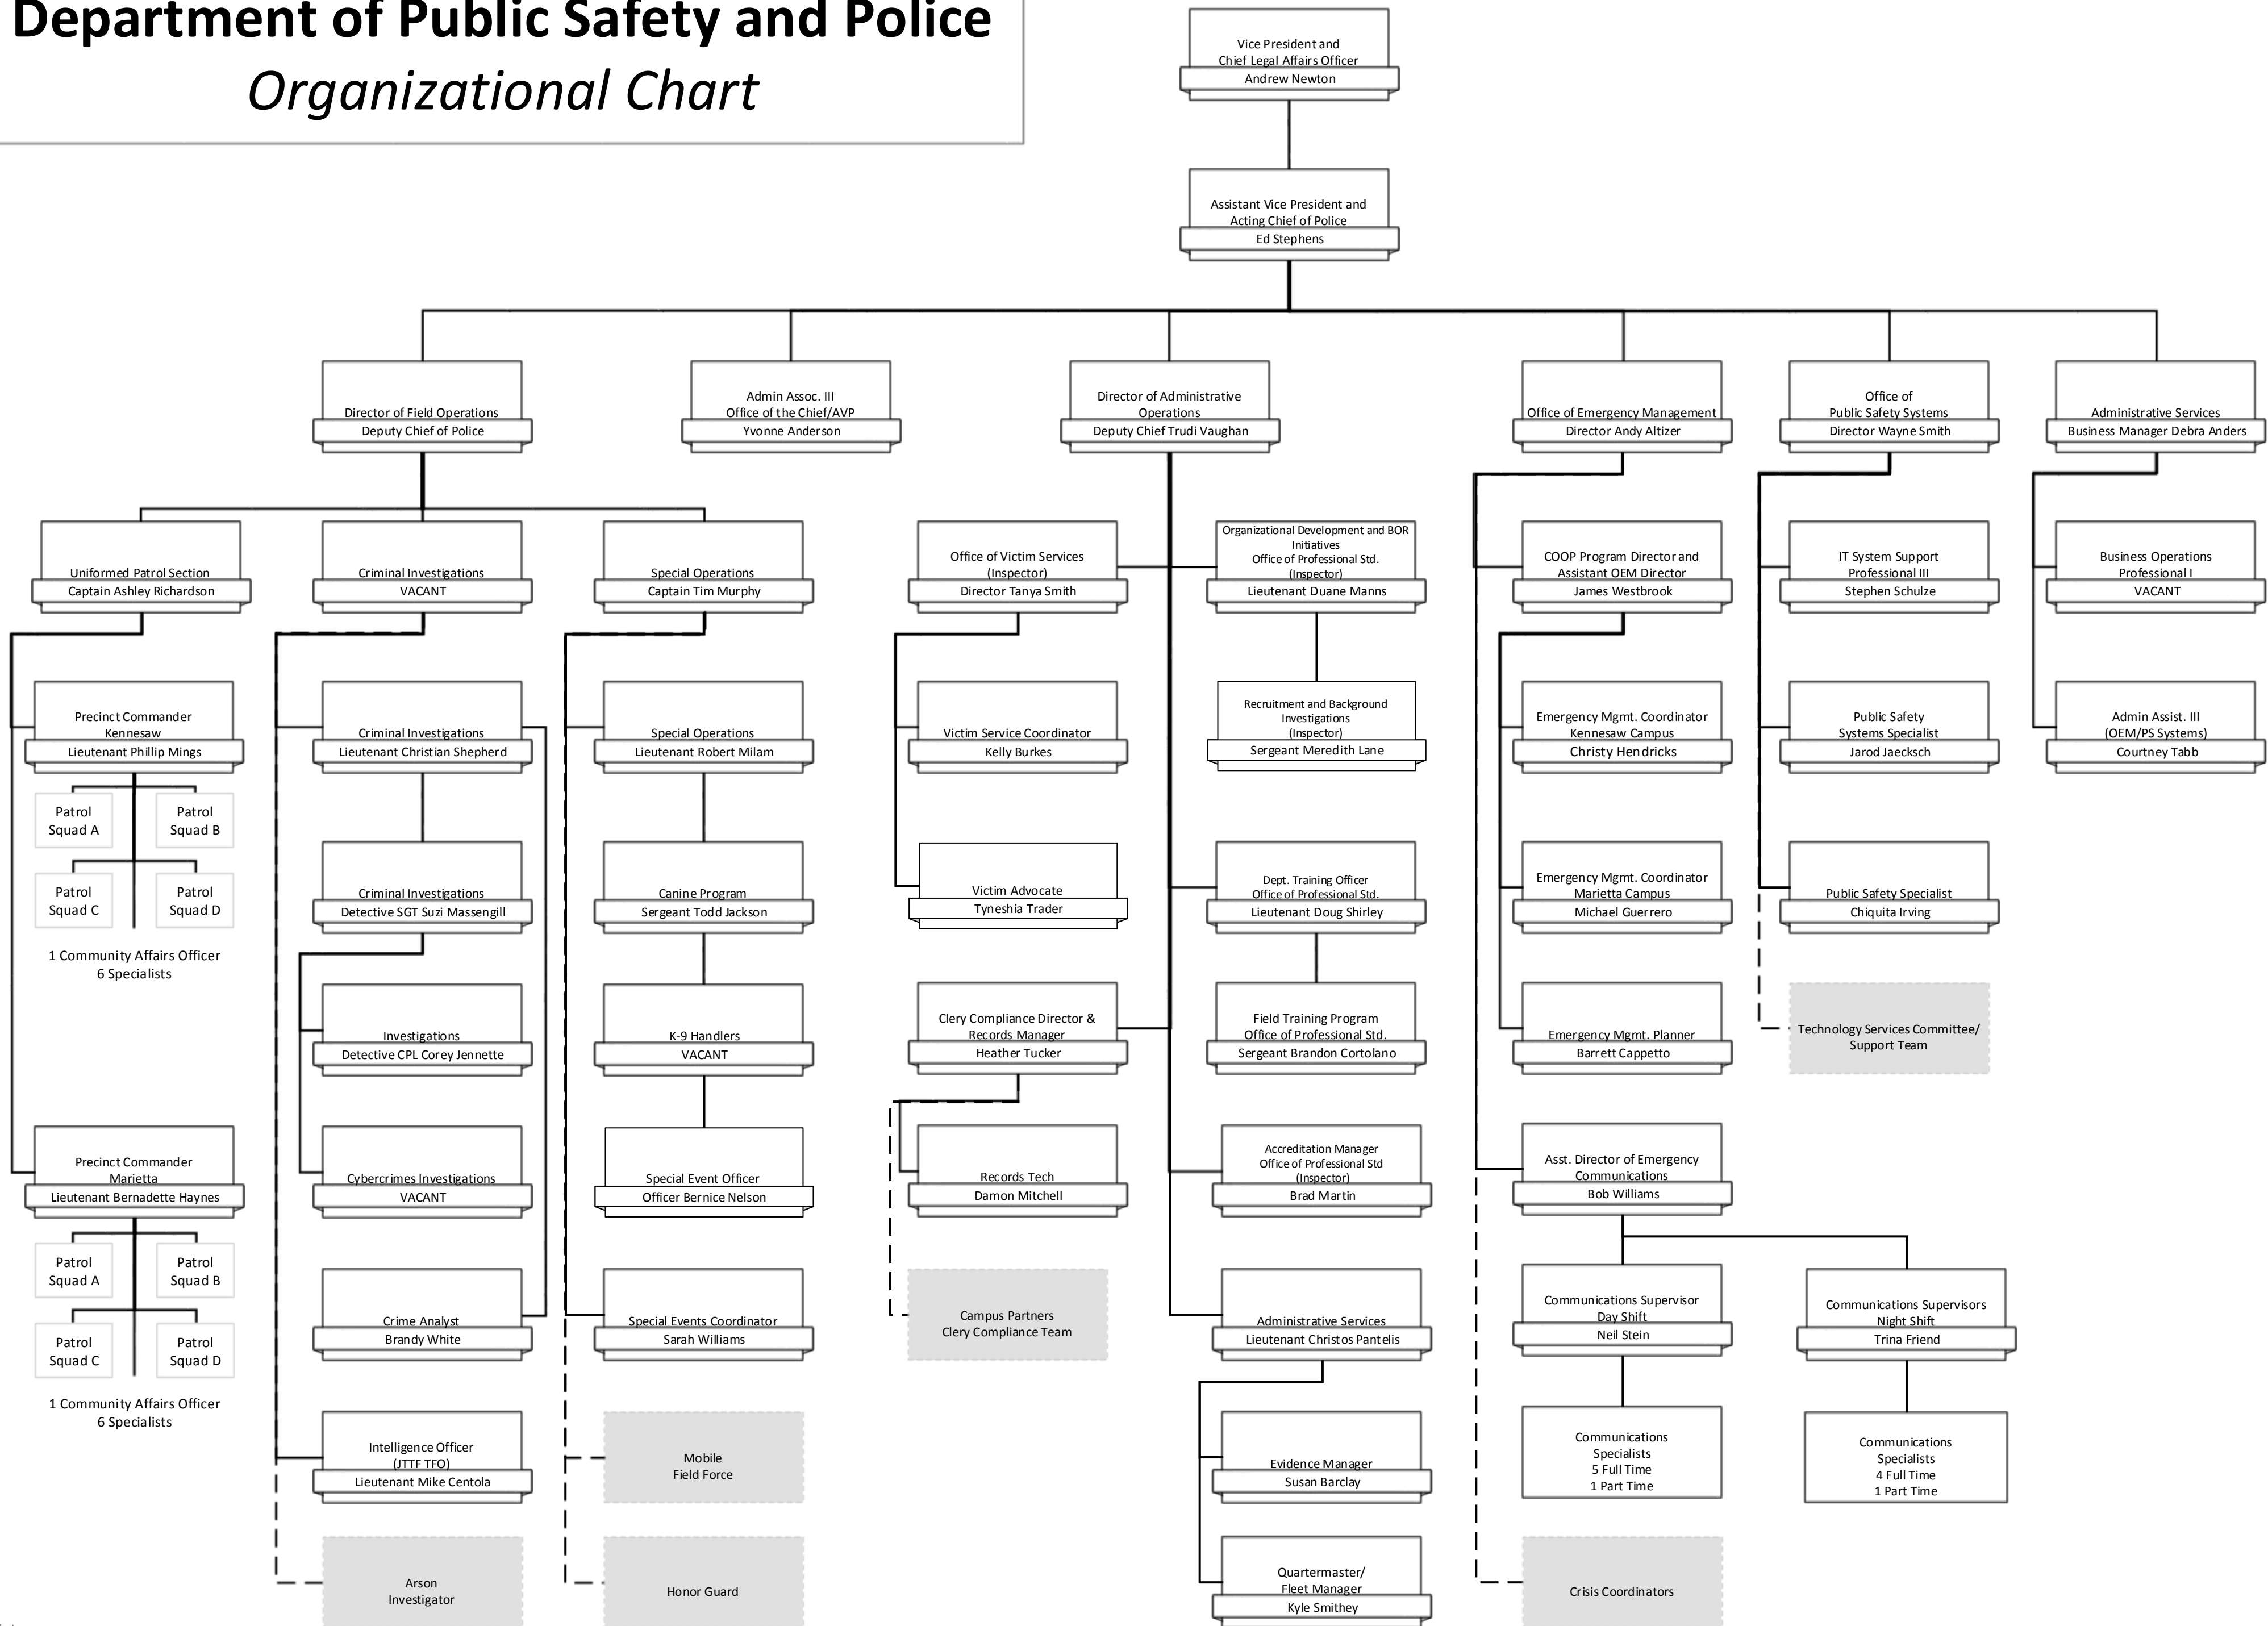 Department of Public Safety and Police
Organizational Chart
Vice President and
Chief Legal Affairs Officer
Andrew Newton
Assistant Vice President and
Acting Chief of Police
Ed Stephens
Director of Field Operations
Deputy Chief of Police
Admin Assoc. III
Office of the Chief/AVP
Yvonne Anderson
Director of Administrative
Operations
Deputy Chief Trudi Vaughan
Office of Emergency Management
Director Andy Altizer
Office of
Public Safety Systems
Director Wayne Smith
Administrative Services
Business Manager Debra Anders
Uniformed Patrol Section
Captain Ashley Richardson
Precinct Commander
Kennesaw
Lieutenant Phillip Mings
Patrol
Squad A
Patrol
Squad B
Patrol
Squad C
Patrol
Squad D
1 Community Affairs Officer
6 Specialists
Precinct Commander
Marietta
Lieutenant Bernadette Haynes
Patrol
Squad A
Patrol
Squad B
Patrol
Squad C
Patrol
Squad D
1 Community Affairs Officer
6 Specialists
Criminal Investigations
VACANT
Criminal Investigations
Lieutenant Christian Shepherd
Criminal Investigations
Detective SGT Suzi Massengill
Investigations
Detective CPL Corey Jennette
Cybercrimes Investigations
VACANT
Crime Analyst
Brandy White
Intelligence Officer
(JTTF TFO)
Lieutenant Mike Centola
Arson
Investigator
Special Operations
Captain Tim Murphy
Special Operations
Lieutenant Robert Milam
Canine Program
Sergeant Todd Jackson
K-9 Handlers
VACANT
Special Event Officer
Officer Bernice Nelson
Special Events Coordinator
Sarah Williams
Mobile
Field Force
Honor Guard
Office of Victim Services
(Inspector)
Director Tanya Smith
Victim Service Coordinator
Kelly Burkes
Victim Advocate
Tyneshia Trader
Clery Compliance Director &
Records Manager
Heather Tucker
Records Tech
Damon Mitchell
Campus Partners
Clery Compliance Team
Organizational Development and BOR
Initiatives
Office of Professional Std.
(Inspector)
Lieutenant Duane Manns
Recruitment and Background
Investigations
(Inspector)
Sergeant Meredith Lane
Dept. Training Officer
Office of Professional Std.
Lieutenant Doug Shirley
Field Training Program
Office of Professional Std.
Sergeant Brandon Cortolano
Accreditation Manager
Office of Professional Std
(Inspector)
Brad Martin
Administrative Services
Lieutenant Christos Pantelis
Evidence Manager
Susan Barclay
Quartermaster/
Fleet Manager
Kyle Smithey
COOP Program Director and
Assistant OEM Director
James Westbrook
Emergency Mgmt. Coordinator
Kennesaw Campus
Christy Hendricks
Emergency Mgmt. Coordinator
Marietta Campus
Michael Guerrero
Emergency Mgmt. Planner
Barrett Cappetto
Asst. Director of Emergency
Communications
Bob Williams
Communications Supervisor
Day Shift
Neil Stein
Communications
Specialists
5 Full Time
1 Part Time
Communications Supervisors
Night Shift
Trina Friend
Communications
Specialists
4 Full Time
1 Part Time
Crisis Coordinators
IT System Support
Professional III
Stephen Schulze
Public Safety
Systems Specialist
Jarod Jaecksch
Public Safety Specialist
Chiquita Irving
Technology Services Committee/
Support Team
Business Operations
Professional I
VACANT
Admin Assist. III
(OEM/PS Systems)
Courtney Tabb